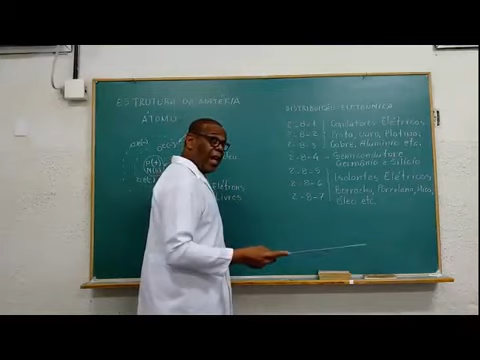 ESTRUTURA DA MATÉRIA
ÁTOMO
Elétrons
Livres
DISTRIBUIÇÃO ELETRÔNICA
2-8-1 Condutores Elétricos
2-8-2 Prata, Ouro, Platina
2-8-3 Cobre, Alumínio etc.
2-8-4 - Semicondutores
Germânio e Silício
2-8-5 Isolantes Elétricos
2-8-6 Borracha, Porcelana, Mica,
2-8-7 Óleo etc.